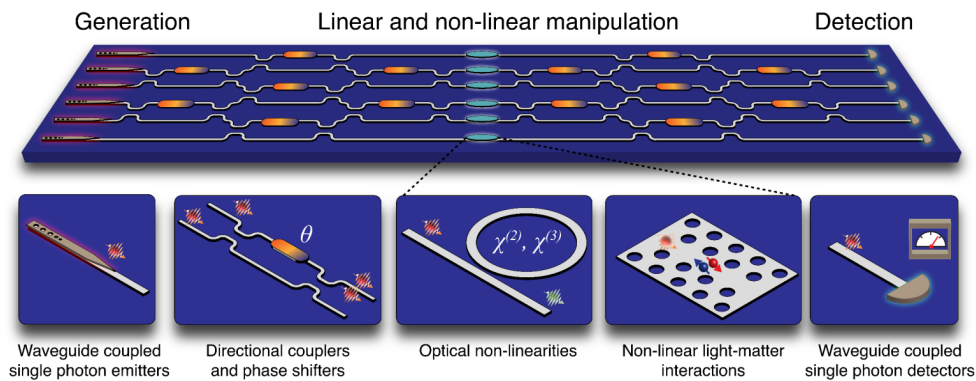 Generation
Linear and non-linear manipulation
Detection
θ
χ(2), χ(3)
Waveguide coupled
single photon emitters
Directional couplers
and phase shifters
Optical non-linearities
Non-linear light-matter
interactions
Waveguide coupled
single photon detectors